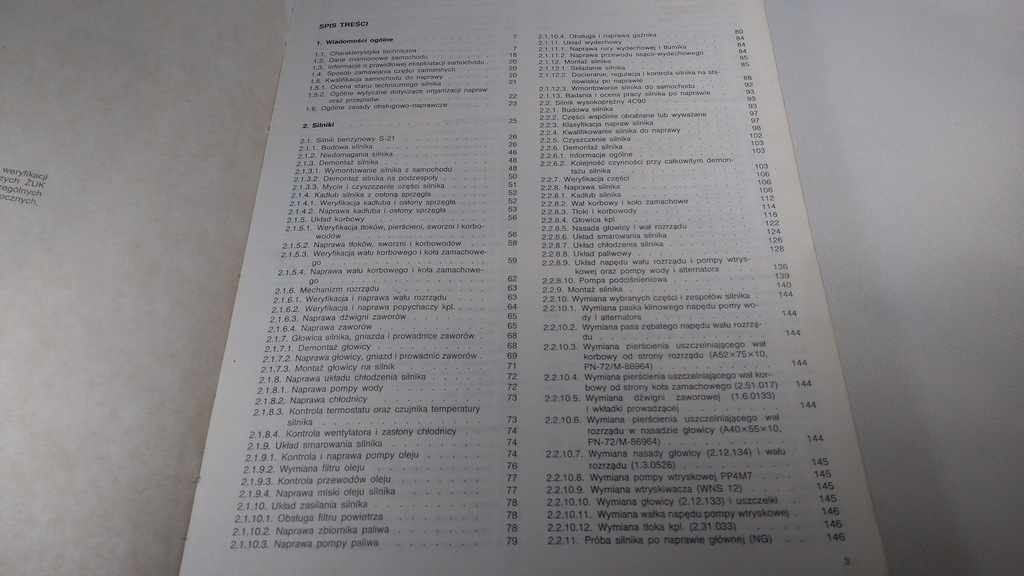 weryfikacji
zych ŻUK
zególnych
ocznych,
SPIS TREŚCI
1. Wiadomości ogólne 7
1.1. Charakterystyka techniczna 7
1.2. Dane znamionowe samochodu 18
1.3. Informacje o prawidłowej eksploatacji samochodu 20
1.4. Sposób zamawiania części zamiennych 20
1.5. Kwalifikacja samochodu do naprawy 20
1.5.1. Ocena stanu technicznego silnika 21
1.5.2. Ogólne wytyczne dotyczące organizacji napraw
oraz przepisów 22
1.6. Ogólne zasady obsługowo-naprawcze 23
2. Silniki 25
2.1. Silnik benzynowy S-21 26
2.1.1. Budowa silnika 26
2.1.2. Niedomagania silnika 46
2.1.3. Demontaż silnika 48
2.1.3.1. Wymontowanie silnika z samochodu 48
2.1.3.2. Demontaż silnika na podzespoły 50
2.1.3.3. Mycie i czyszczenie części silnika 51
2.1.4. Kadłub silnika z osłoną sprzęgła 52
2.1.4.1. Weryfikacja kadłuba i osłony sprzęgła 52
2.1.4.2. Naprawa kadłuba i osłony sprzęgła 53
2.1.5. Układ korbowy 56
2.1.5.1. Weryfikacja tłoków, pierścieni, sworzni i korbo-
wodów 56
2.1.5.2. Naprawa tłoków, sworzni i korbowodów 58
2.1.5.3. Weryfikacja wału korbowego i koła zamachowe-
go 59
2.1.5.4. Naprawa wału korbowego i koła zamachowe-
go 62
2.1.6. Mechanizm rozrządu 63
2.1.6.1. Weryfikacja i naprawa wału rozrządu 63
2.1.6.2. Weryfikacja i naprawa popychaczy kpl. 64
2.1.6.3. Naprawa dźwigni zaworów 65
2.1.6.4. Naprawa zaworów 65
2.1.7. Głowica silnika, gniazda i prowadnice zaworów 68
2.1.7.1. Demontaż głowicy 68
2.1.7.2. Naprawa głowicy, gniazd i prowadnic zaworów 69
2.1.7.3. Montaż głowicy na silnik 71
2.1.8. Naprawa układu chłodzenia silnika 72
2.1.8.1. Naprawa pompy wody 72
2.1.8.2. Naprawa chłodnicy 73
2.1.8.3. Kontrola termostatu oraz czujnika temperatury
silnika 73
2.1.8.4. Kontrola wentylatora i zasłony chłodnicy 74
2.1.9. Układ smarowania silnika 74
2.1.9.1. Kontrola i naprawa pompy oleju 74
2.1.9.2. Wymiana filtru oleju 76
2.1.9.3. Kontrola przewodów oleju 77
2.1.9.4. Naprawa miski oleju silnika 77
2.1.10. Układ zasilania silnika 78
2.1.10.1. Obsługa filtru powietrza 78
2.1.10.2. Naprawa zbiornika paliwa 78
2.1.10.3. Naprawa pompy paliwa 79
2.1.10.4. Obsługa i naprawa gaźnika 80
2.1.11. Układ wydechowy 84
2.1.11.1. Naprawa rury wydechowej i tłumika 84
2.1.11.2. Naprawa przewodu ssąco-wydechowego 84
2.1.12. Montaż silnika 85
2.1.12.1. Składanie silnika 85
2.1.12.2. Docieranie, regulacja i kontrola silnika na sta-
nowisku po naprawie 88
2.1.12.3. Wmontowanie silnika do samochodu 92
2.1.13. Badania i ocena pracy silnika po naprawie 93
2.2. Silnik wysokoprężny 4C90 93
2.2.1. Budowa silnika 93
2.2.2. Części wspólnie obrabiane lub wyważane 97
2.2.3. Klasyfikacja napraw silnika 97
2.2.4. Kwalifikowanie silnika do naprawy 98
2.2.5. Czyszczenie silnika 102
2.2.6. Demontaż silnika 103
2.2.6.1. Informacje ogólne 103
2.2.6.2. Kolejność czynności przy całkowitym demon-
tażu silnika 103
2.2.7. Weryfikacja części 106
2.2.8. Naprawa silnika 106
2.2.8.1. Kadłub silnika 106
2.2.8.2. Wał korbowy i koło zamachowe 112
2.2.8.3. Tłoki i korbowody 114
2.2.8.4. Głowica kpl. 118
2.2.8.5. Nasada głowicy i wał rozrządu 122
2.2.8.6. Układ smarowania silnika 124
2.2.8.7. Układ chłodzenia silnika 126
2.2.8.8. Układ paliwowy 128
2.2.8.9. Układ napędu wału rozrządu i pompy wtrys-
kowej oraz pompy wody i alternatora 136
2.2.8.10. Pompa podciśnieniowa 139
2.2.9. Montaż silnika 140
2.2.10. Wymiana wybranych części i zespołów silnika 144
2.2.10.1. Wymiana paska klinowego napędu pompy wo-
dy i alternatora 144
2.2.10.2. Wymiana pasa zębatego napędu wału rozrzą-
du 144
2.2.10.3. Wymiana pierścienia uszczelniającego wał
korbowy od strony rozrządu (A52×75×10,
PN-72/M-86964) 144
2.2.10.4. Wymiana pierścienia uszczelniającego wał kor-
bowy od strony koła zamachowego (2.51.017) 144
2.2.10.5. Wymiana dźwigni zaworowej (1.6.0133)
i wkładki prowadzącej 144
2.2.10.6. Wymiana pierścienia uszczelniającego wał
rozrządu w nasadzie głowicy (A40×55×10,
PN-72/M-86964) 144
2.2.10.7. Wymiana nasady głowicy (2.12.134) i wału
rozrządu (1.3.0526) 145
2.2.10.8. Wymiana pompy wtryskowej PP4M7 145
2.2.10.9. Wymiana wtryskiwacza (WNS 12) 145
2.2.10.10. Wymiana głowicy (2.12.133) i uszczelki 145
2.2.10.11. Wymiana wałka napędu pompy wtryskowej 146
2.2.10.12. Wymiana tłoka kpl. (2.31.033) 146
2.2.11. Próba silnika po naprawie głównej (NG) 146
3